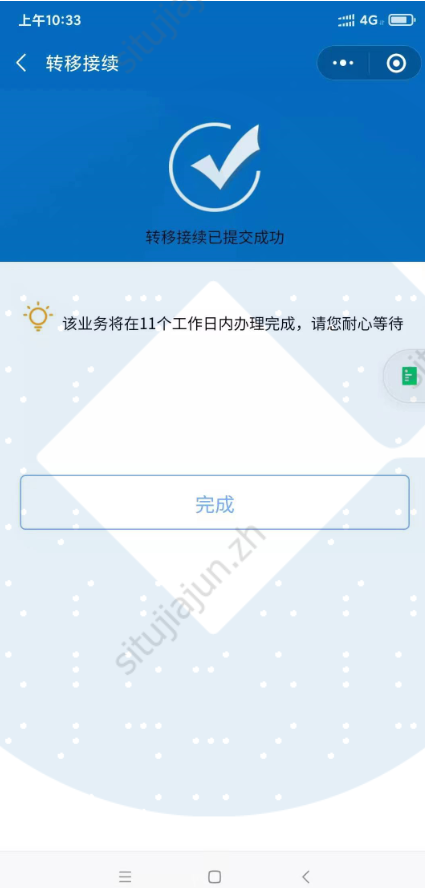 上午10:33
4G
转移接续
转移接续已提交成功
该业务将在11个工作日内办理完成，请您耐心等待
完成
situjiajun.zh